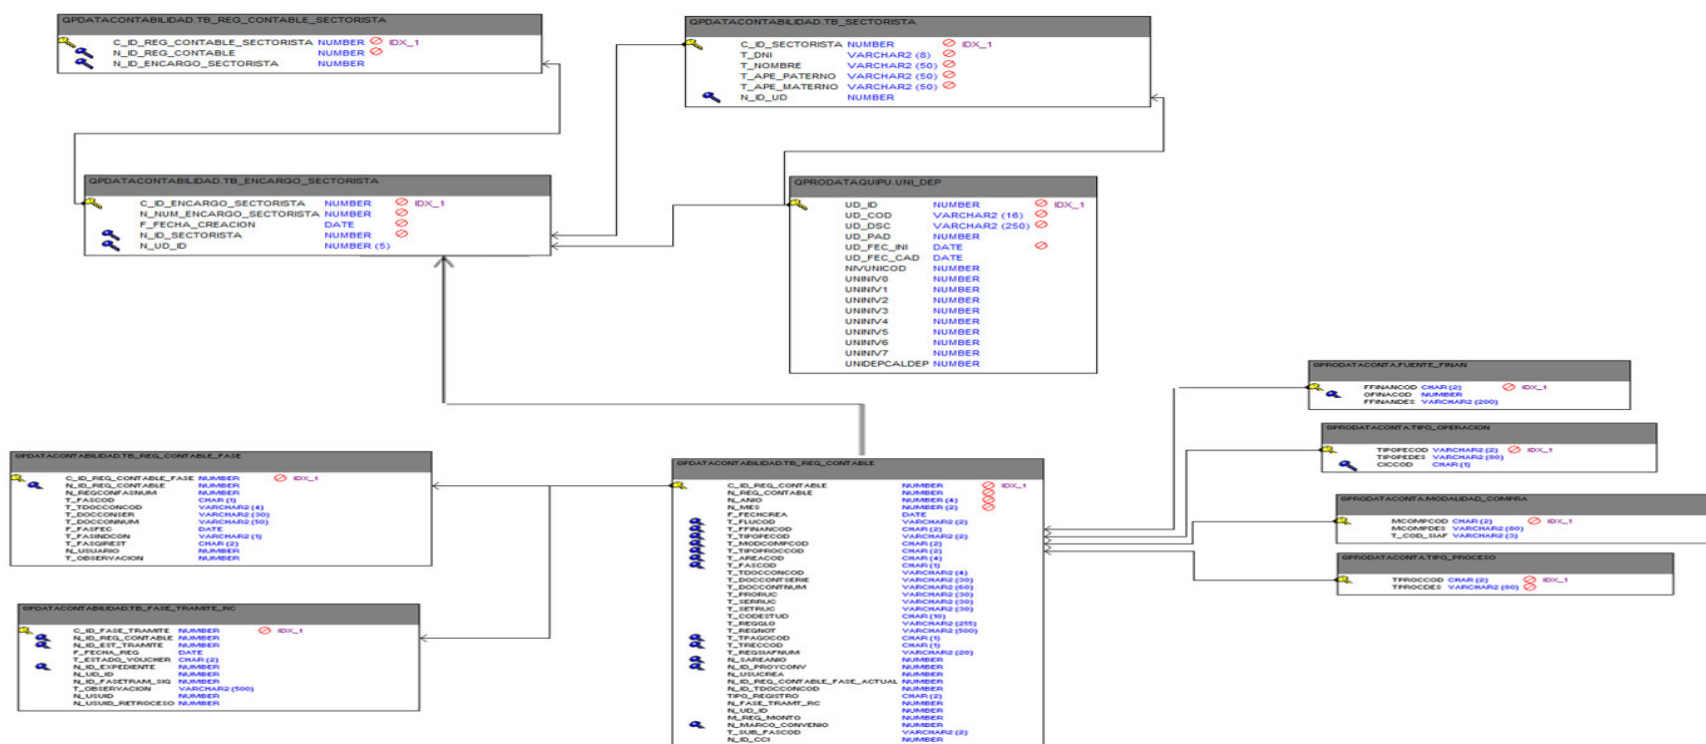 QPDATACONTABILIDAD.TB_REG_CONTABLE_SECTORISTA
C_ID_REG_CONTABLE_SECTORISTA NUMBER IDX_1
N_ID_REG_CONTABLE NUMBER
N_ID_ENCARGO_SECTORISTA NUMBER
QPDATACONTABILIDAD.TB_SECTORISTA
C_ID_SECTORISTA NUMBER IDX_1
T_DNI VARCHAR2 (8)
T_NOMBRE VARCHAR2 (50)
T_APE_PATERNO VARCHAR2 (50)
T_APE_MATERNO VARCHAR2 (50)
N_ID_UD NUMBER
QPDATACONTABILIDAD.TB_ENCARGO_SECTORISTA
C_ID_ENCARGO_SECTORISTA NUMBER IDX_1
N_NUM_ENCARGO_SECTORISTA NUMBER
F_FECHA_CREACION DATE
N_ID_SECTORISTA NUMBER
N_UD_ID NUMBER (5)
QPRODATAQUIPU.UNI_DEP
UD_ID NUMBER IDX_1
UD_COD VARCHAR2 (16)
UD_DSC VARCHAR2 (250)
UD_PAD NUMBER
UD_FEC_INI DATE
UD_FEC_CAD DATE
NIVUNICOD NUMBER
UNINIV0 NUMBER
UNINIV1 NUMBER
UNINIV2 NUMBER
UNINIV3 NUMBER
UNINIV4 NUMBER
UNINIV5 NUMBER
UNINIV6 NUMBER
UNINIV7 NUMBER
UNIDEPCALDEP NUMBER
QPRODATACONTA.FUENTE_FINAN
FFINANCOD CHAR (2) IDX_1
OFINACOD NUMBER
FFINANDES VARCHAR2 (200)
QPRODATACONTA.TIPO_OPERACION
TIPOPECOD VARCHAR2 (2) IDX_1
TIPOPEDES VARCHAR2 (80)
CICCOD CHAR (1)
QPRODATACONTA.MODALIDAD_COMPRA
MCOMPCOD CHAR (2) IDX_1
MCOMPDES VARCHAR2 (60)
T_COD_SIAF VARCHAR2 (3)
QPRODATACONTA.TIPO_PROCESO
TPROCCOD CHAR (2) IDX_1
TPROCDES VARCHAR2 (80)
QPDATACONTABILIDAD.TB_REG_CONTABLE_FASE
C_ID_REG_CONTABLE_FASE NUMBER IDX_1
N_ID_REG_CONTABLE NUMBER
N_REGCONFASNUM NUMBER
T_FASCOD CHAR (1)
T_TDOCCONCOD VARCHAR2 (4)
T_DOCCONSER VARCHAR2 (30)
T_DOCCONNUM VARCHAR2 (50)
F_FASFEC DATE
T_FASINDCON VARCHAR2 (1)
T_FASGIREST CHAR (2)
N_USUARIO NUMBER
T_OBSERVACION NUMBER
QPDATACONTABILIDAD.TB_FASE_TRAMITE_RC
C_ID_FASE_TRAMITE NUMBER IDX_1
N_ID_REG_CONTABLE NUMBER
N_ID_EST_TRAMITE NUMBER
F_FECHA_REG DATE
T_ESTADO_VOUCHER CHAR (2)
N_ID_EXPEDIENTE NUMBER
N_UD_ID NUMBER
N_ID_FASETRAM_SIG NUMBER
T_OBSERVACION VARCHAR2 (500)
N_USUID NUMBER
N_USUID_RETROCESO NUMBER
QPDATACONTABILIDAD.TB_REG_CONTABLE
C_ID_REG_CONTABLE NUMBER IDX_1
N_REG_CONTABLE NUMBER
N_ANIO NUMBER (4)
N_MES NUMBER (2)
F_FECHCREA DATE
T_FLUCOD VARCHAR2 (2)
T_FFINANCOD CHAR (2)
T_TIPOPECOD VARCHAR2 (2)
T_MODCOMPCOD CHAR (2)
T_TIPOPROCCOD CHAR (2)
T_AREACOD CHAR (4)
T_FASCOD CHAR (1)
T_TDOCCONCOD VARCHAR2 (4)
T_DOCCONTSERIE VARCHAR2 (30)
T_DOCCONTNUM VARCHAR2 (60)
T_PRORUC VARCHAR2 (30)
T_SERRUC VARCHAR2 (30)
T_SETRUC VARCHAR2 (30)
T_CODESTUD CHAR (10)
T_REGGLO VARCHAR2 (255)
T_REGNOT VARCHAR2 (500)
T_TPAGOCOD CHAR (1)
T_TRECCOD CHAR (1)
T_REGSIAFNUM VARCHAR2 (20)
N_SAREANIO NUMBER
N_ID_PROYCONV NUMBER
N_USUCREA NUMBER
N_ID_REG_CONTABLE_FASE_ACTUAL NUMBER
N_ID_TDOCCONCOD NUMBER
TIPO_REGISTRO CHAR (2)
N_FASE_TRAMT_RC NUMBER
N_UD_ID NUMBER
M_REG_MONTO NUMBER
N_MARCO_CONVENIO NUMBER
T_SUB_FASCOD VARCHAR2 (2)
N_ID_CCI NUMBER